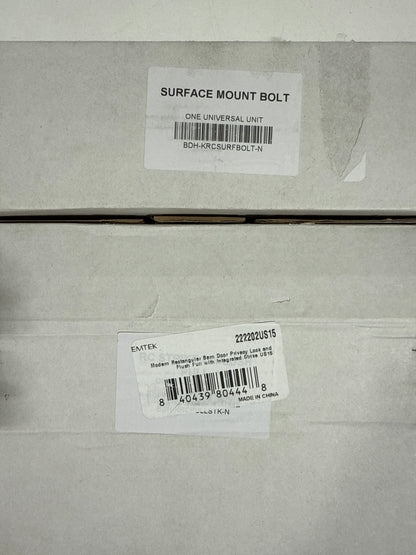 SURFACE MOUNT BOLT
ONE UNIVERSAL UNIT
BDH-KRCSURFBOLT-N
EMTEK
222202US15
Modern Rectangular Barn Door Privacy Lock and
Flush Pull with Integrated Strike US15
8 40439 80444 8
MADE IN CHINA
STK-N